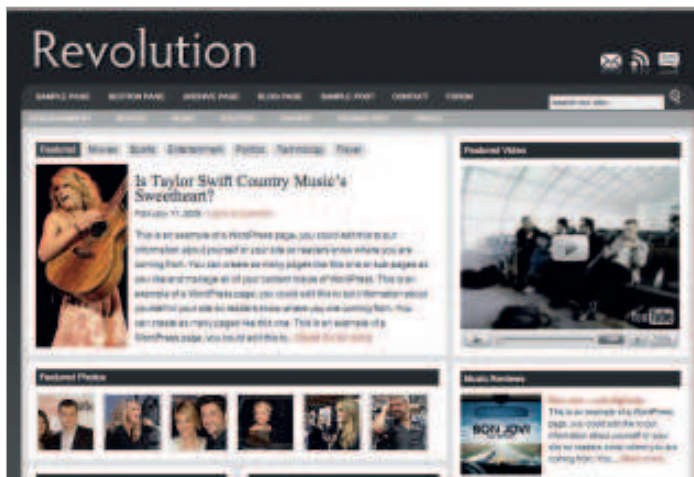 Revolution
SAMPLE PAGE SECTION PAGE ARCHIVE PAGE BLOG PAGE SAMPLE POST CONTACT FORUM
Featured Movies Sports Entertainment Politics Technology Travel
Featured Video
Is Taylor Swift Country Music's
Sweetheart?
February 11, 2009
This is an example of a WordPress page, you could edit this to put
information about yourself or your site so readers know where you are
coming from. You can create as many pages like this one or sub-pages as
you like and manage all of your content inside of WordPress. This is an
example of a WordPress page, you could edit this to put information about
yourself or your site so readers know where you are coming from. You
can create as many pages like this one. This is an example of a
WordPress page, you could edit this to...
YouTube
Featured Photos
Music Reviews
BON JOVI
This is an example of a WordPress
page, you could edit this to put
information about yourself or your
site so readers know where you are
coming from. You... Read more